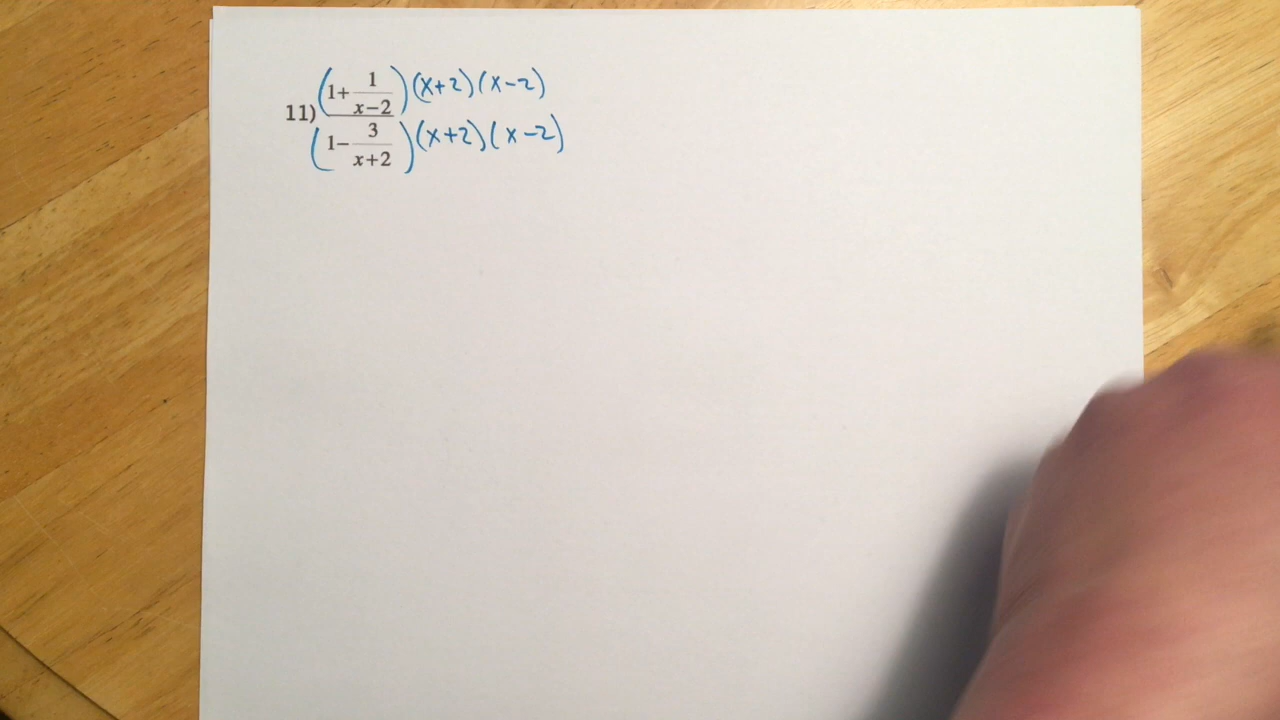 11) (1+ 1/(x−2)) (x+2)(x−2)
(1− 3/(x+2)) (x+2)(x−2)